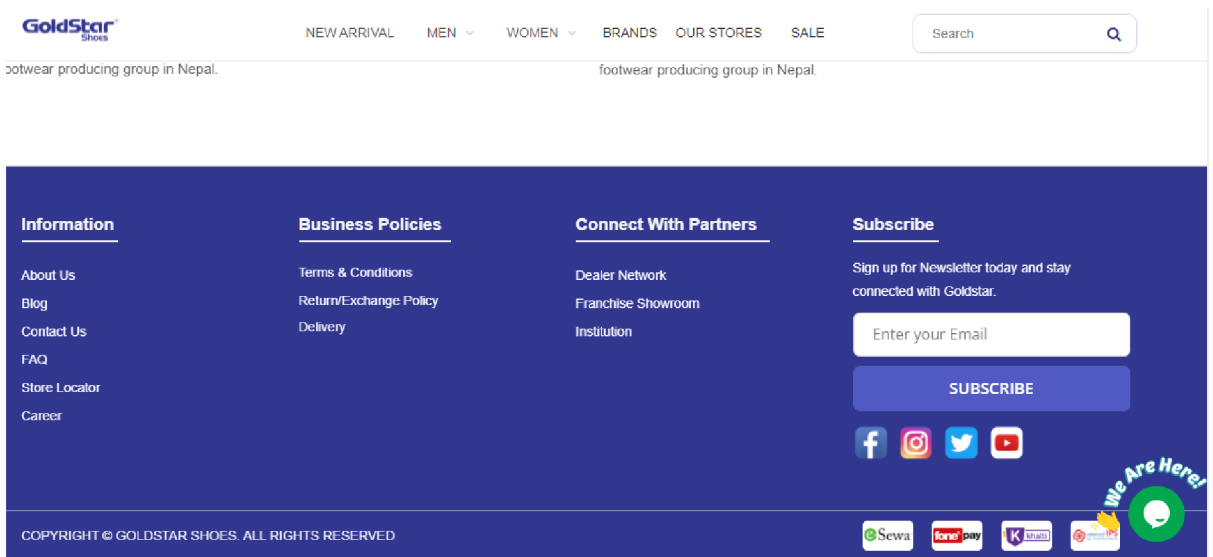 GoldStar
Shoes
NEW ARRIVAL MEN WOMEN BRANDS OUR STORES SALE Search
ootwear producing group in Nepal. footwear producing group in Nepal.
Information
About Us
Blog
Contact Us
FAQ
Store Locator
Career
Business Policies
Terms & Conditions
Return/Exchange Policy
Delivery
Connect With Partners
Dealer Network
Franchise Showroom
Institution
Subscribe
Sign up for Newsletter today and stay
connected with Goldstar.
Enter your Email
SUBSCRIBE
We Are Here!
COPYRIGHT © GOLDSTAR SHOES. ALL RIGHTS RESERVED
eSewa fonepay K khalti IPS